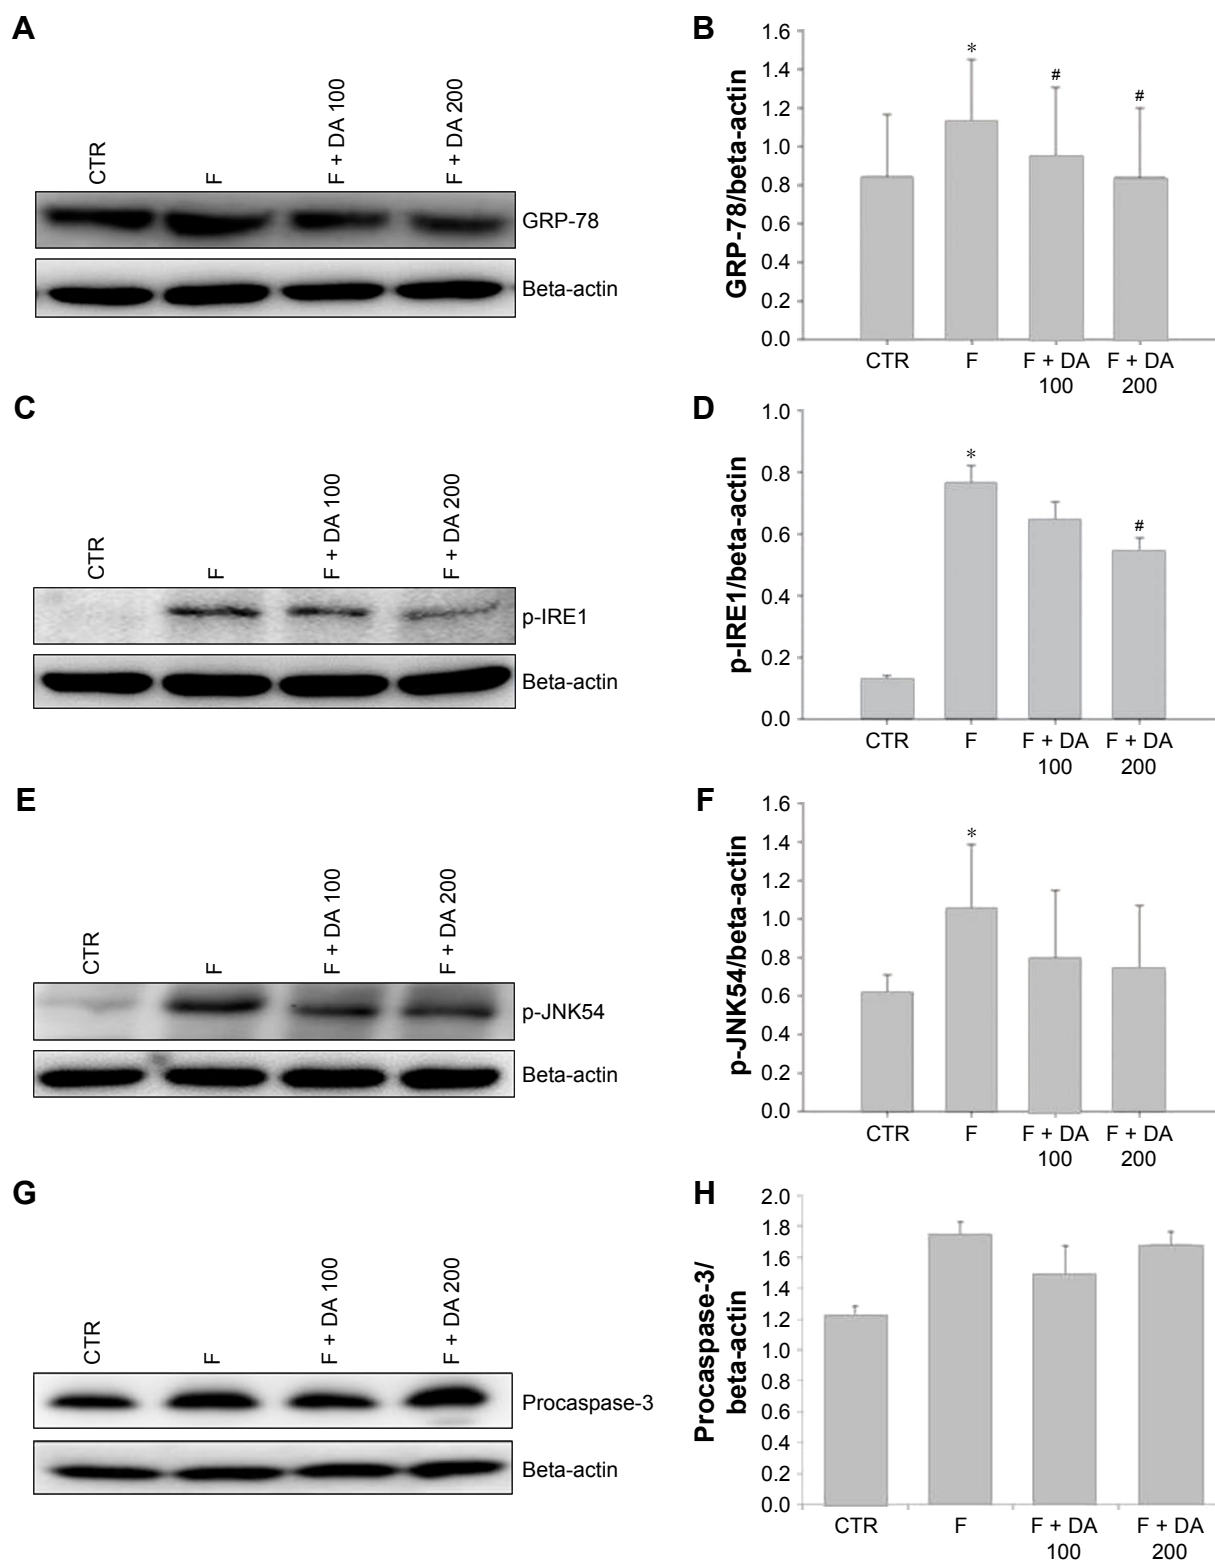 A
CTR
F
F + DA 100
F + DA 200
GRP-78
Beta-actin
B
GRP-78/beta-actin
1.6
1.4
1.2
1.0
0.8
0.6
0.4
0.2
0.0
*
#
#
CTR F F + DA F + DA
100 200
C
CTR
F
F + DA 100
F + DA 200
p-IRE1
Beta-actin
D
p-IRE1/beta-actin
1.0
0.8
0.6
0.4
0.2
0.0
*
#
CTR F F + DA F + DA
100 200
E
CTR
F
F + DA 100
F + DA 200
p-JNK54
Beta-actin
F
p-JNK54/beta-actin
1.6
1.4
1.2
1.0
0.8
0.6
0.4
0.2
0.0
*
CTR F F + DA F + DA
100 200
G
CTR
F
F + DA 100
F + DA 200
Procaspase-3
Beta-actin
H
Procaspase-3/
beta-actin
2.0
1.8
1.6
1.4
1.2
1.0
0.8
0.6
0.4
0.2
0.0
CTR F F + DA F + DA
100 200